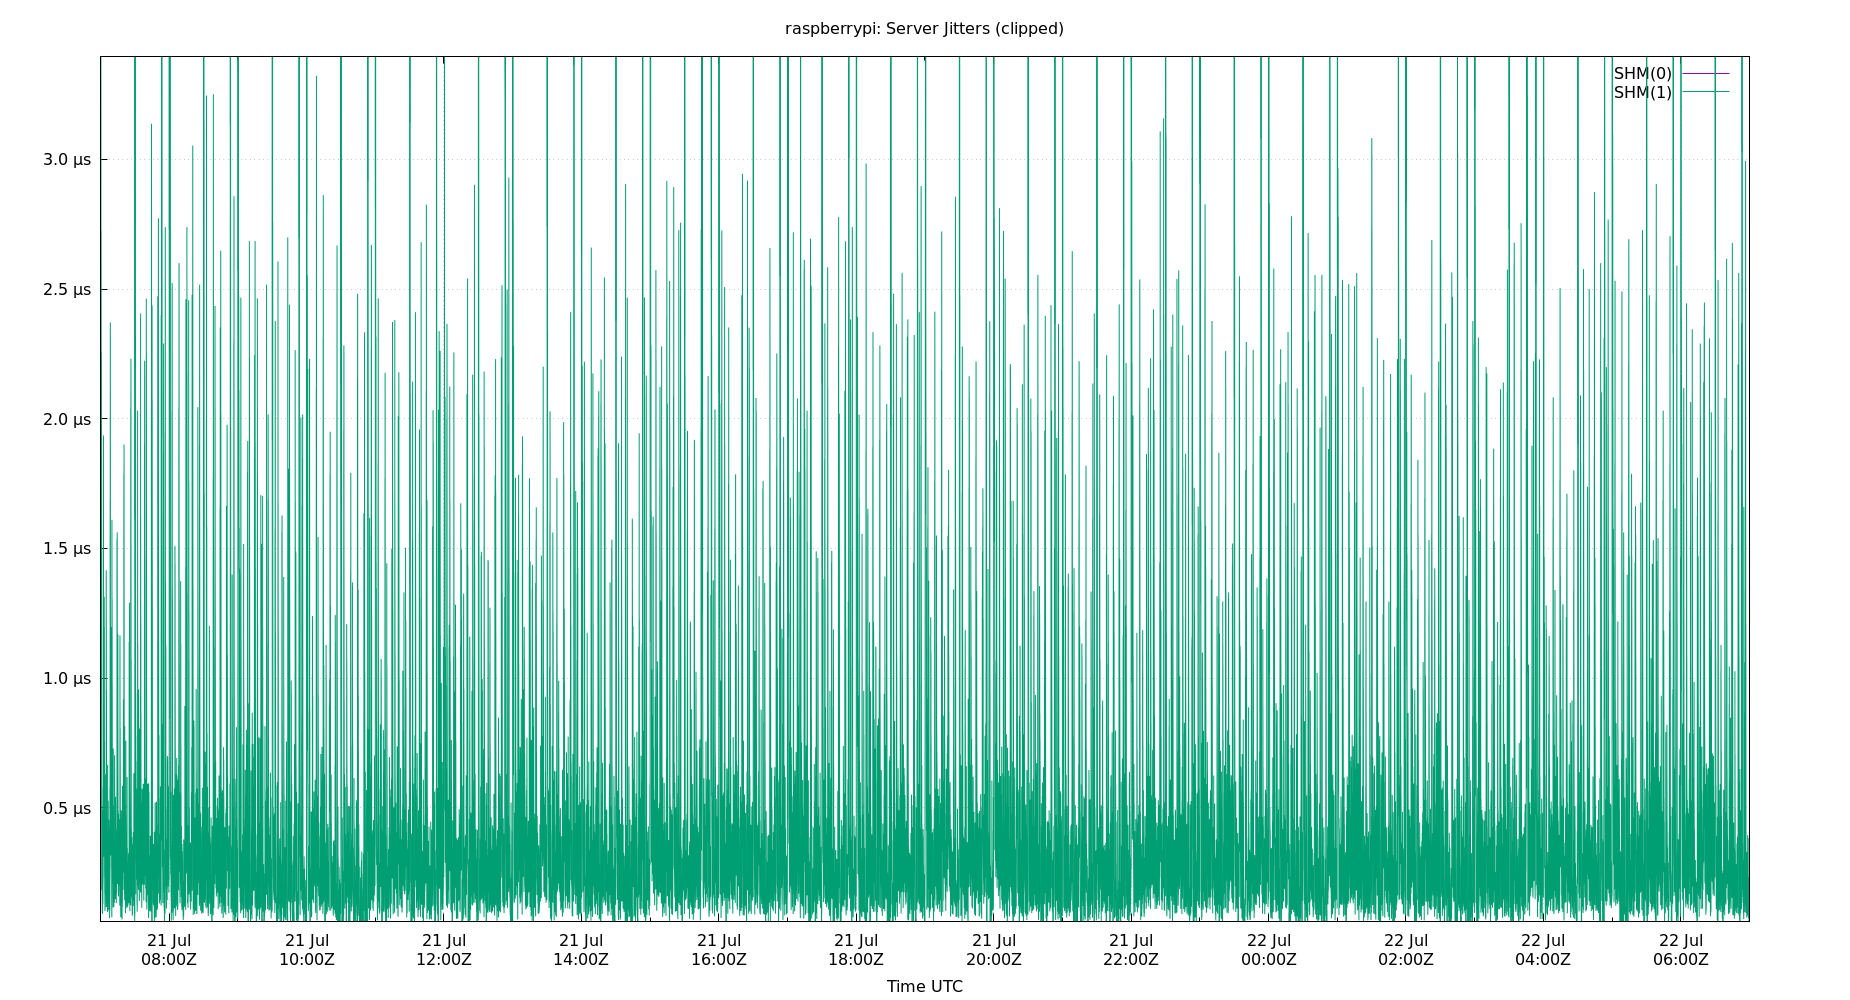 raspberrypi: Server Jitters (clipped)
SHM(0)
SHM(1)
3.0 µs
2.5 µs
2.0 µs
1.5 µs
1.0 µs
0.5 µs
21 Jul 21 Jul 21 Jul 21 Jul 21 Jul 21 Jul 21 Jul 21 Jul 22 Jul 22 Jul 22 Jul 22 Jul
08:00Z 10:00Z 12:00Z 14:00Z 16:00Z 18:00Z 20:00Z 22:00Z 00:00Z 02:00Z 04:00Z 06:00Z
Time UTC